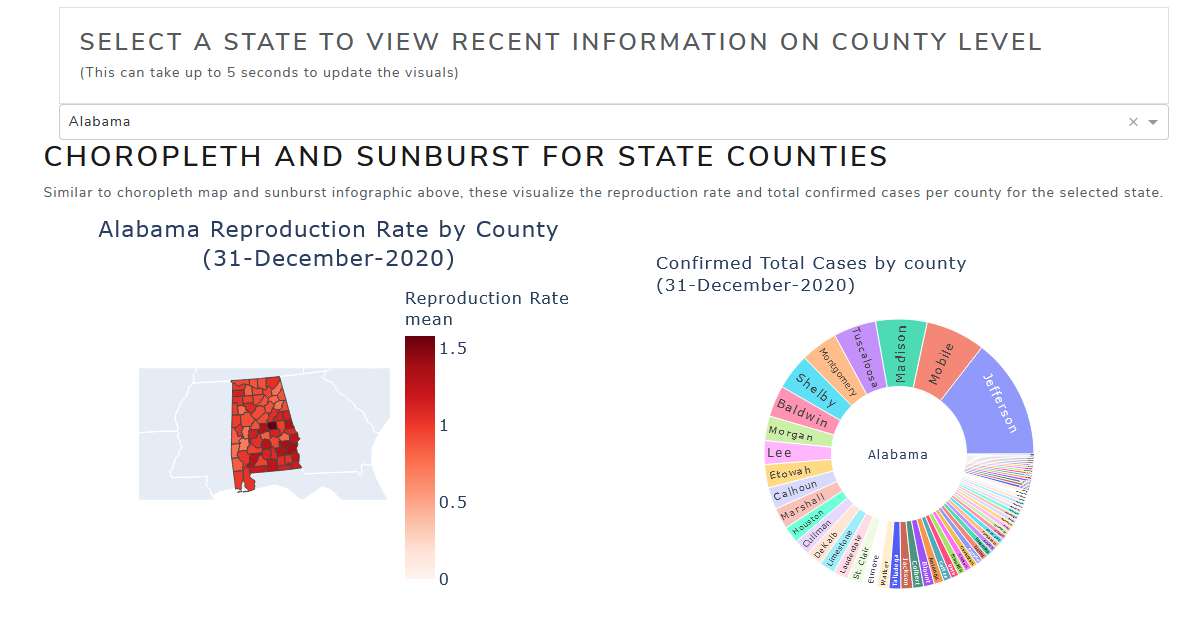 SELECT A STATE TO VIEW RECENT INFORMATION ON COUNTY LEVEL
(This can take up to 5 seconds to update the visuals)
Alabama
CHOROPLETH AND SUNBURST FOR STATE COUNTIES
Similar to choropleth map and sunburst infographic above, these visualize the reproduction rate and total confirmed cases per county for the selected state.
Alabama Reproduction Rate by County
(31-December-2020)
Reproduction Rate
mean
1.5
1
0.5
0
Confirmed Total Cases by county
(31-December-2020)
Alabama
Jefferson
Mobile
Madison
Tuscaloosa
Montgomery
Shelby
Baldwin
Morgan
Lee
Etowah
Calhoun
Marshall
Houston
Cullman
DeKalb
Limestone
Lauderdale
St. Clair
Elmore
Walker
Talladega
Jackson
Colbert
Blount